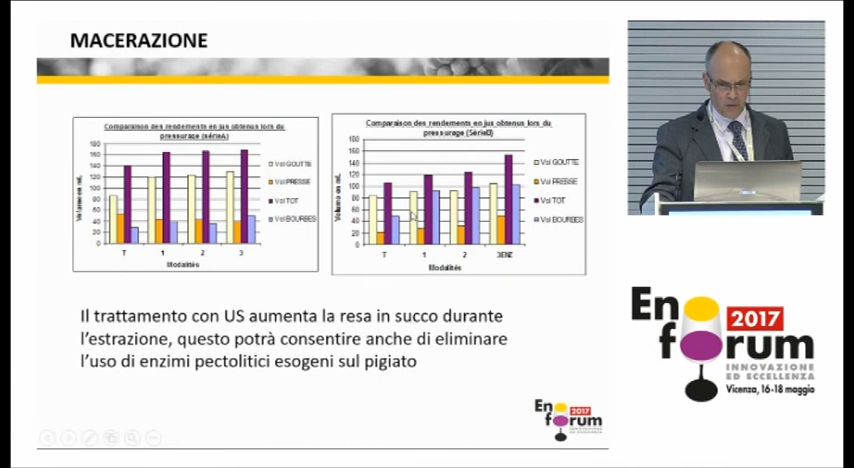 MACERAZIONE
Comparaison des rendements en jus obtenus lors du
pressurage (sérieA)
Volume en mL
180
160
140
120
100
80
60
40
20
0
T 1 2 3
Modalités
Vol GOUTTE
Vol PRESSE
Vol TOT
Vol BOURBES
Comparaison des rendements en jus obtenus lors du
pressurage (SérieB)
Volume en mL
180
160
140
120
100
80
60
40
20
0
T 1 2 3ENZ
Modalités
Vol GOUTTE
Vol PRESSE
Vol TOT
Vol BOURBES
Il trattamento con US aumenta la resa in succo durante
l'estrazione, questo potrà consentire anche di eliminare
l'uso di enzimi pectolitici esogeni sul pigiato
En
2017
forum
En
2017
forum
INNOVAZIONE
ED ECCELLENZA
Vicenza, 16-18 maggio